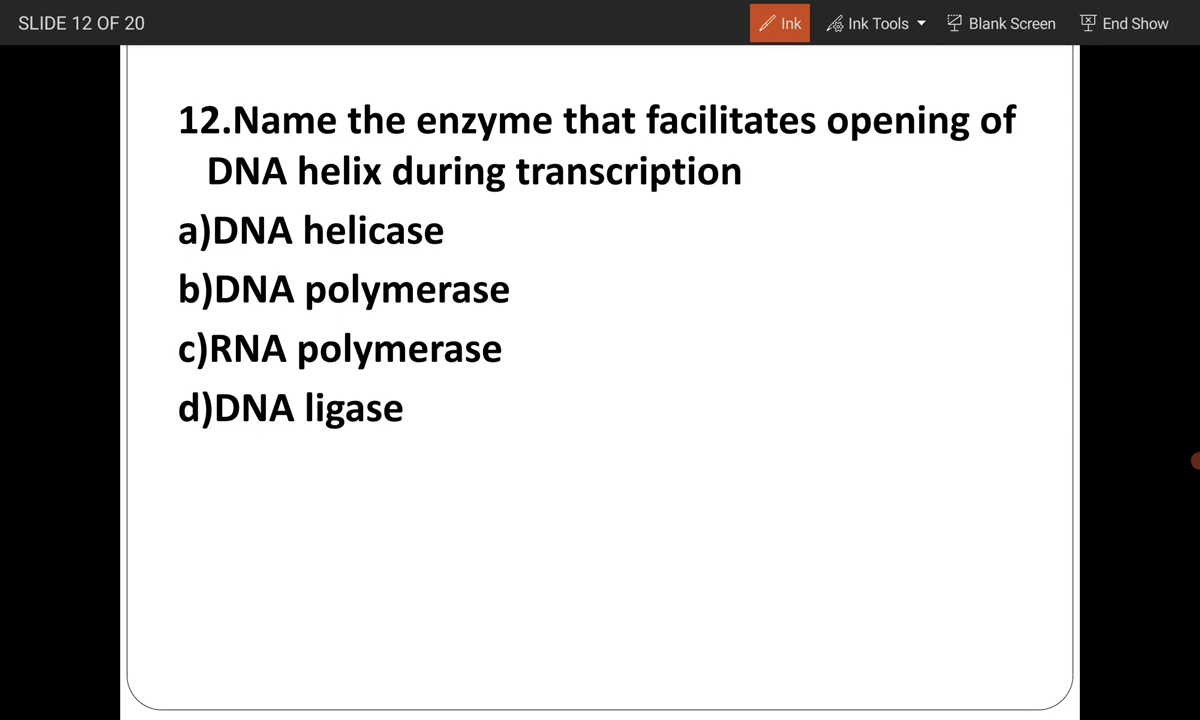 SLIDE 12 OF 20
Ink
Ink Tools
Blank Screen
End Show
12.Name the enzyme that facilitates opening of
DNA helix during transcription
a)DNA helicase
b)DNA polymerase
c)RNA polymerase
d)DNA ligase